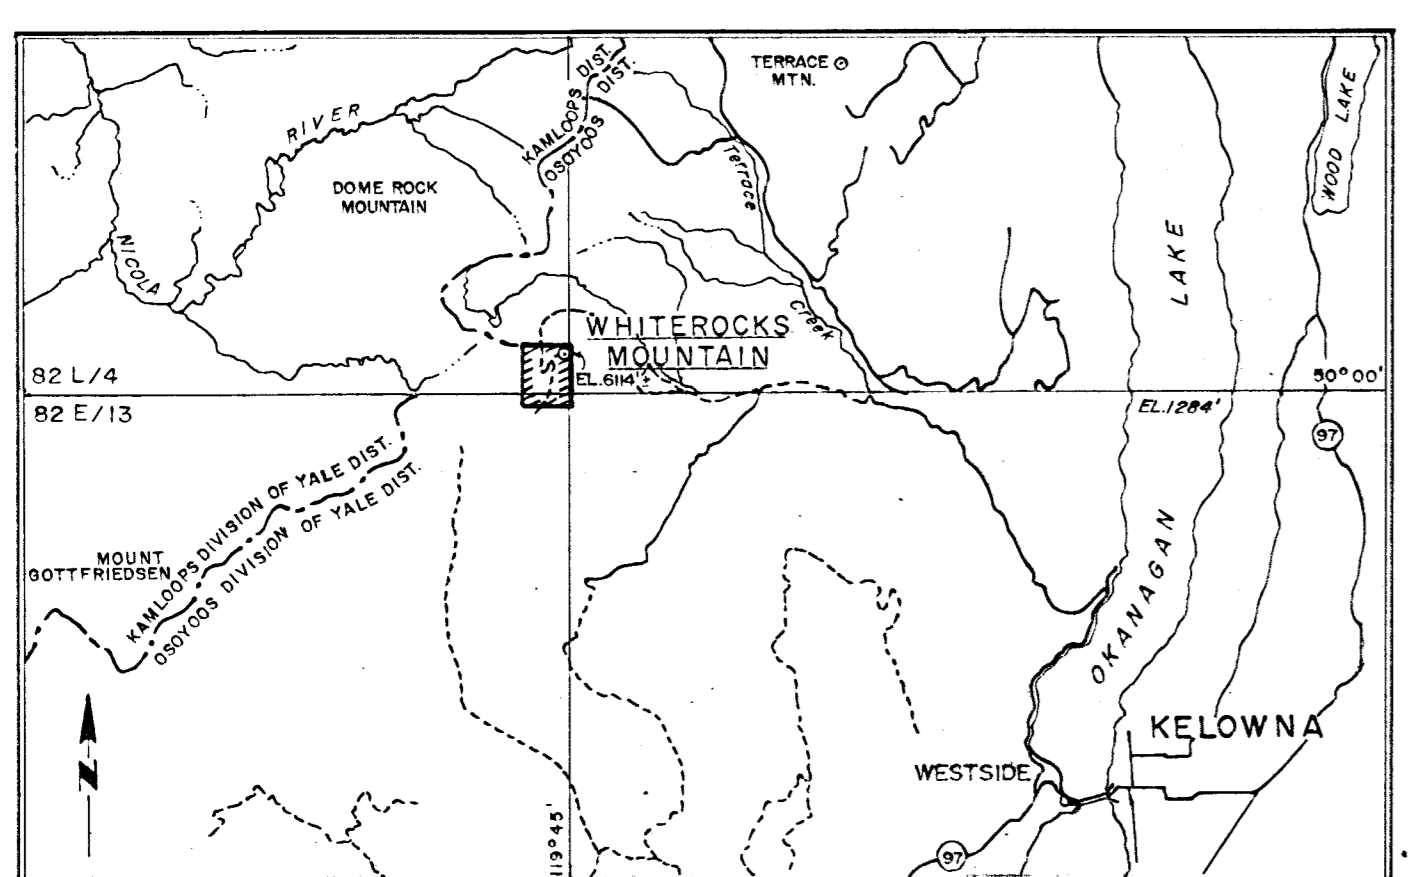 KAMLOOPS DIST.
OSOYOOS DIST.
TERRACE
MTN.
WOOD LAKE
RIVER
DOME ROCK
MOUNTAIN
Terrace
Creek
NICOLA
LAKE
WHITEROCKS
MOUNTAIN
S
EL.6114'±
82 L/4
50°00'
82 E/13
EL.1284'
97
KAMLOOPS DIVISION OF YALE DIST.
OSOYOOS DIVISION OF YALE DIST.
MOUNT
GOTTFRIEDSEN
OKANAGAN
N
KELOWNA
WESTSIDE
119°45'
97